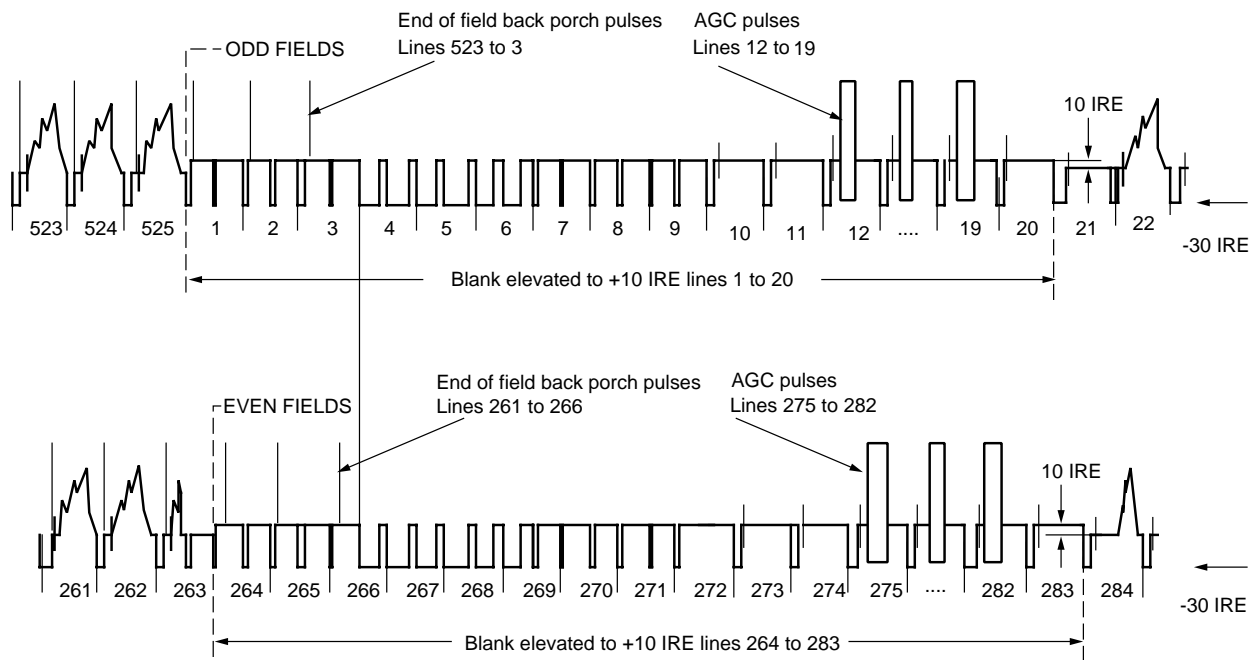 End of field back porch pulses
Lines 523 to 3
AGC pulses
Lines 12 to 19
ODD FIELDS
10 IRE
523 524 525 1 2 3 4 5 6 7 8 9 10 11 12 .... 19 20 21 22
-30 IRE
Blank elevated to +10 IRE lines 1 to 20
End of field back porch pulses
Lines 261 to 266
AGC pulses
Lines 275 to 282
EVEN FIELDS
10 IRE
261 262 263 264 265 266 267 268 269 270 271 272 273 274 275 .... 282 283 284
-30 IRE
Blank elevated to +10 IRE lines 264 to 283